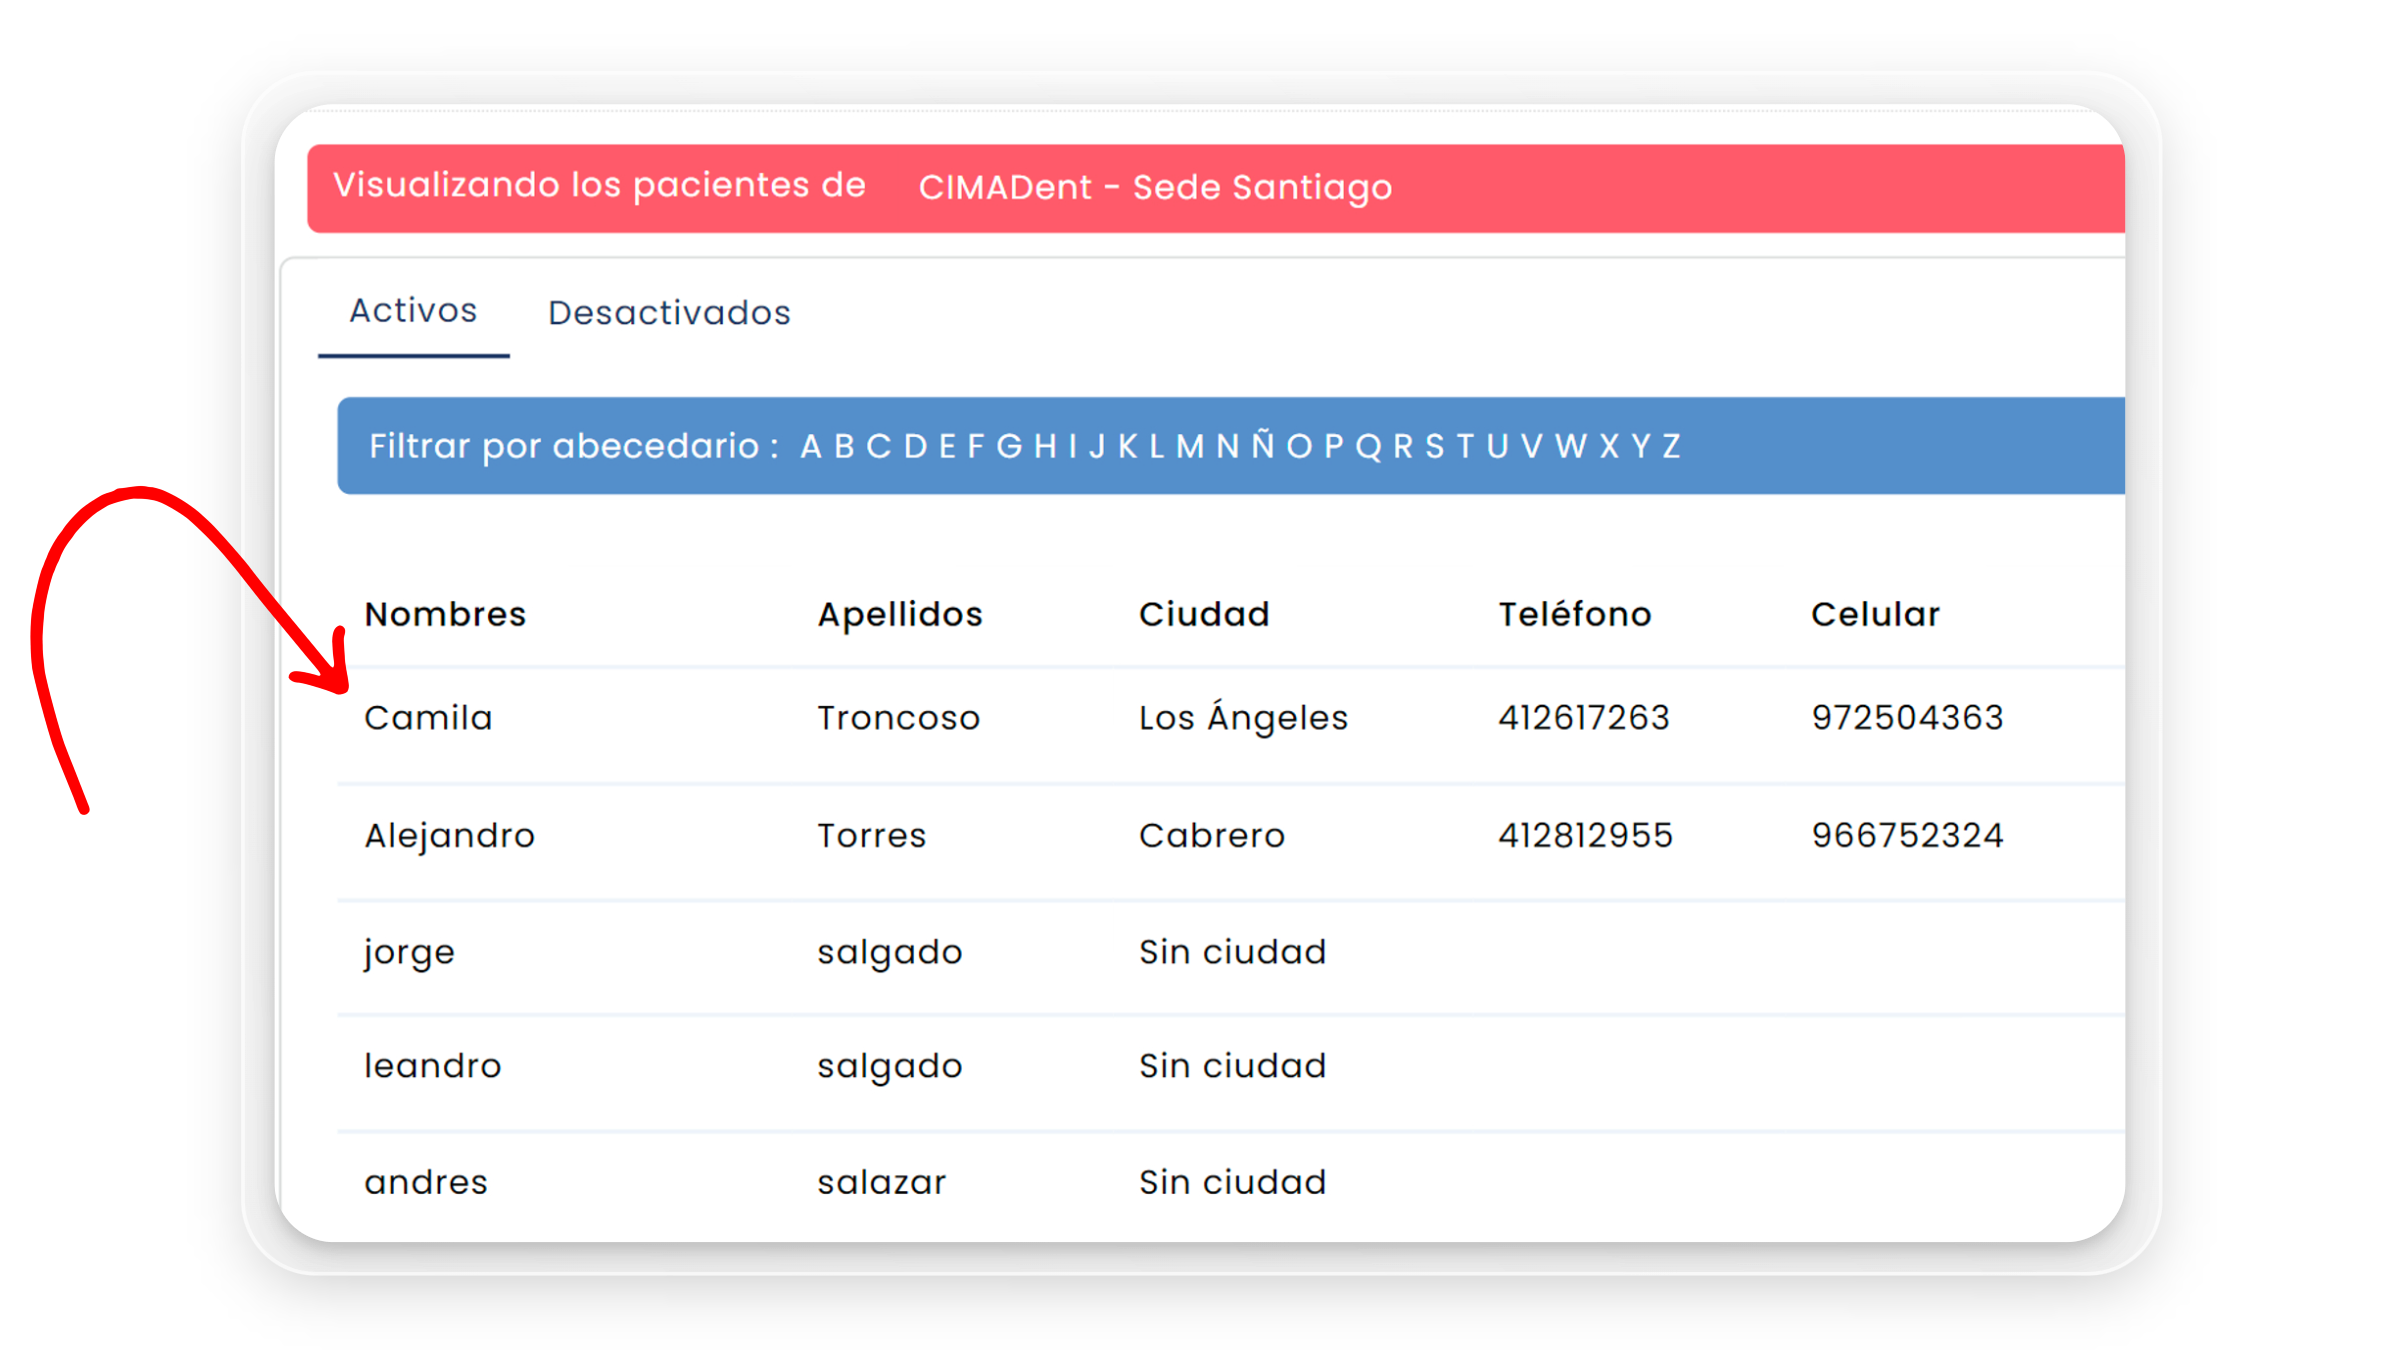 Visualizando los pacientes de CIMADent - Sede Santiago
Activos Desactivados
Filtrar por abecedario : A B C D E F G H I J K L M N Ñ O P Q R S T U V W X Y Z
Nombres Apellidos Ciudad Teléfono Celular
Camila Troncoso Los Ángeles 412617263 972504363
Alejandro Torres Cabrero 412812955 966752324
jorge salgado Sin ciudad
leandro salgado Sin ciudad
andres salazar Sin ciudad